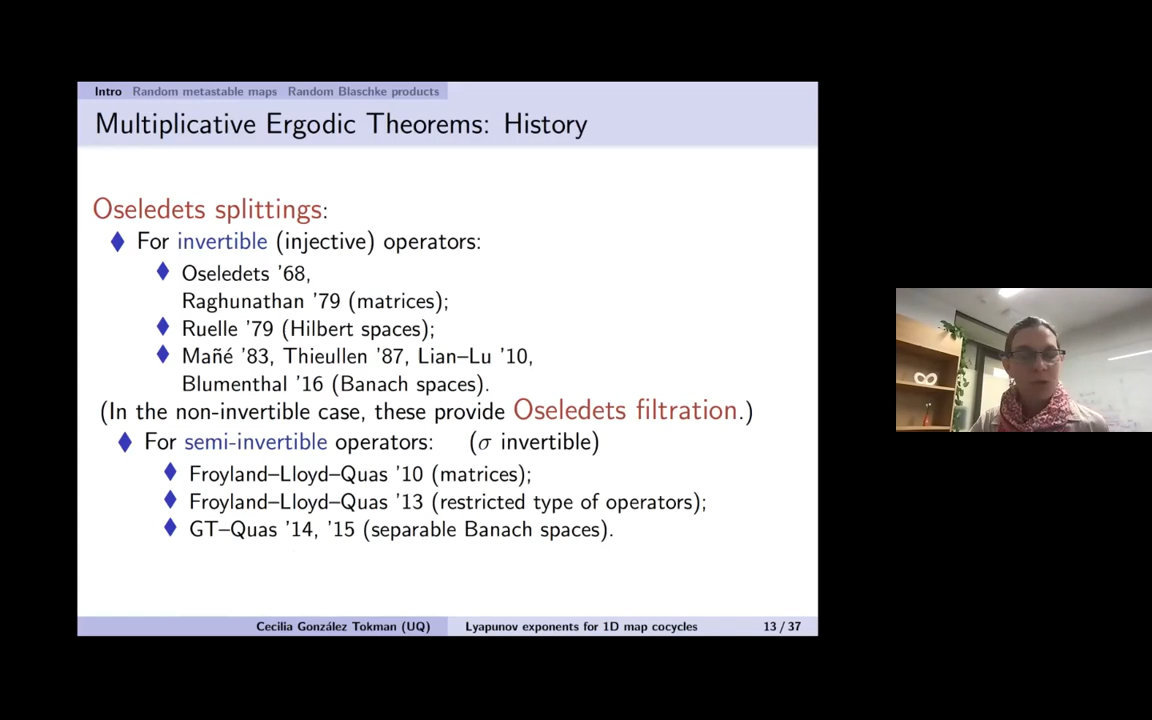 Intro Random metastable maps Random Blaschke products
Multiplicative Ergodic Theorems: History
Oseledets splittings:
For invertible (injective) operators:
Oseledets '68,
Raghunathan '79 (matrices);
Ruelle '79 (Hilbert spaces);
Mañé '83, Thieullen '87, Lian–Lu '10,
Blumenthal '16 (Banach spaces).
(In the non-invertible case, these provide Oseledets filtration.)
For semi-invertible operators: (σ invertible)
Froyland–Lloyd–Quas '10 (matrices);
Froyland–Lloyd–Quas '13 (restricted type of operators);
GT–Quas '14, '15 (separable Banach spaces).
Cecilia González Tokman (UQ) Lyapunov exponents for 1D map cocycles 13 / 37